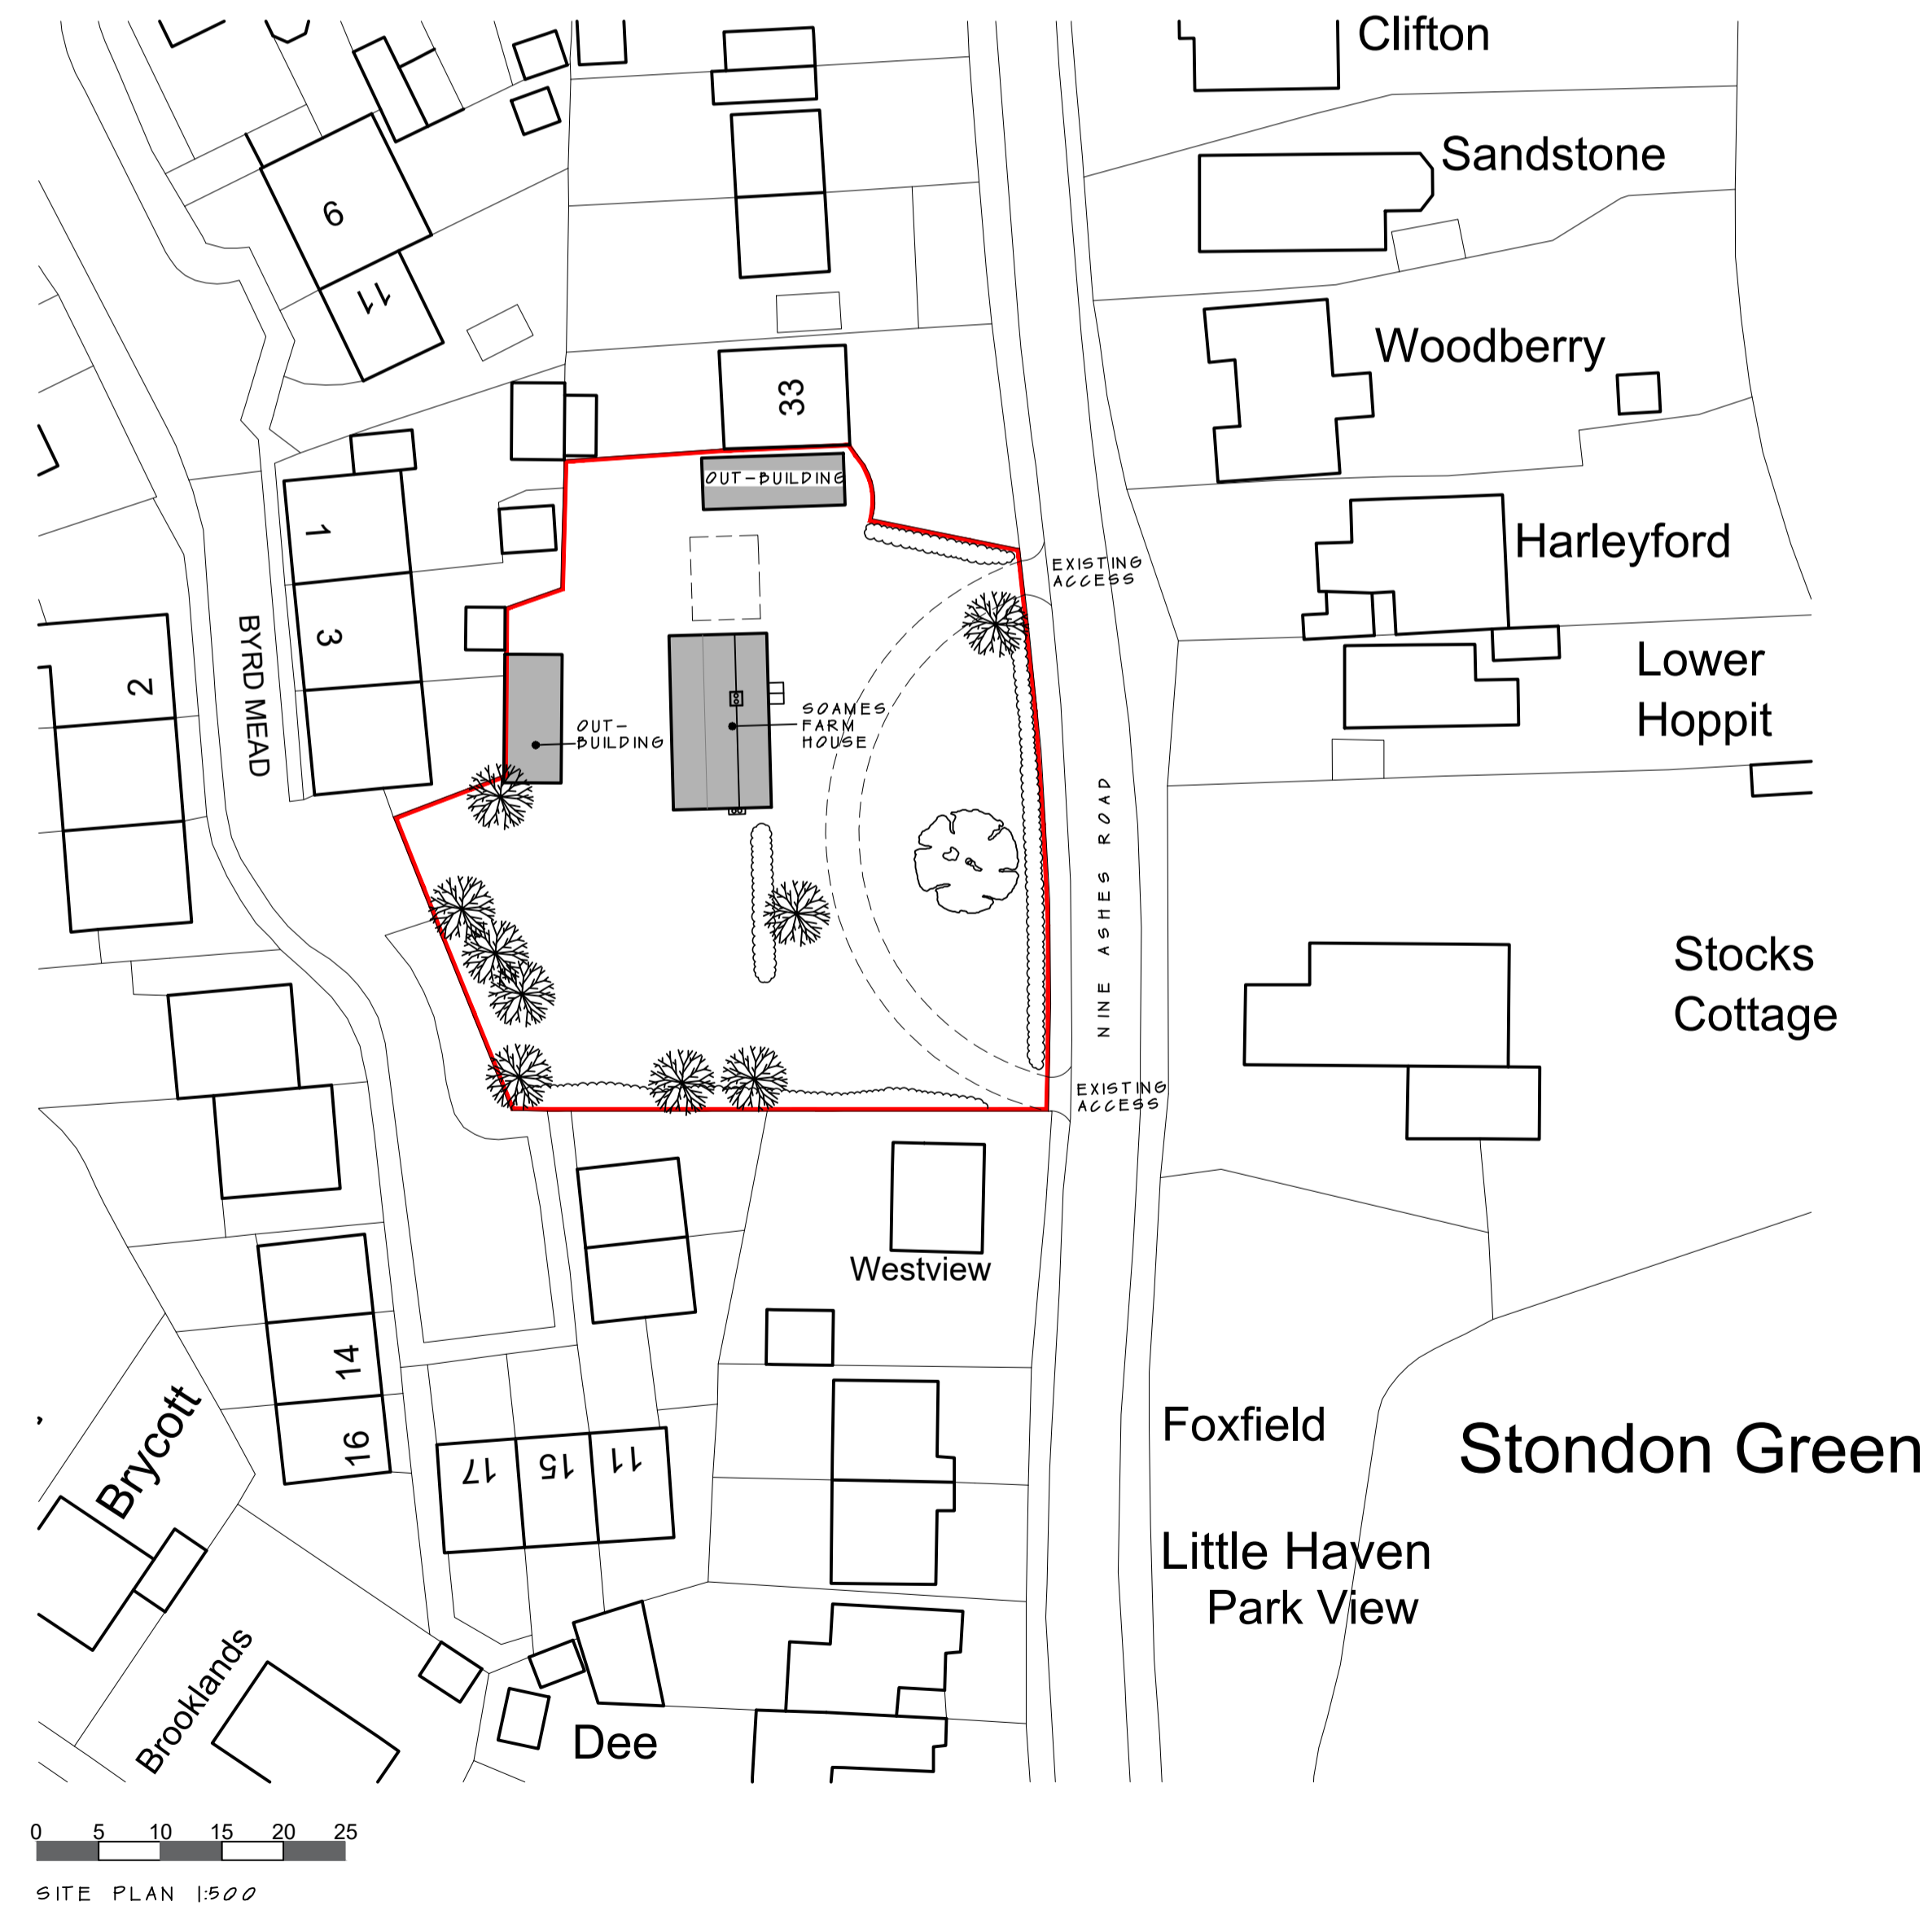 Clifton
Sandstone
9
11
Woodberry
33
OUT-BUILDING
1
Harleyford
EXISTING
ACCESS
3
BYRD MEAD
2
Lower
Hoppit
OUT-
BUILDING
SOAMES
FARM
HOUSE
NINE ASHES ROAD
Stocks
Cottage
EXISTING
ACCESS
Westview
14
16
Brycott
17
15
11
Foxfield
Stondon Green
Little Haven
Park View
Brooklands
Dee
0 5 10 15 20 25
SITE PLAN 1:500